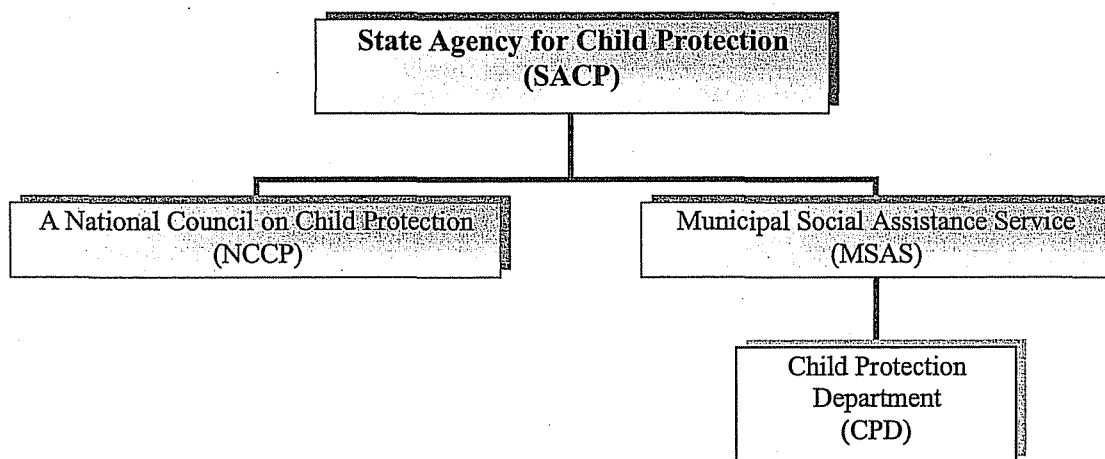 State Agency for Child Protection
(SACP)
A National Council on Child Protection
(NCCP)
Municipal Social Assistance Service
(MSAS)
Child Protection
Department
(CPD)